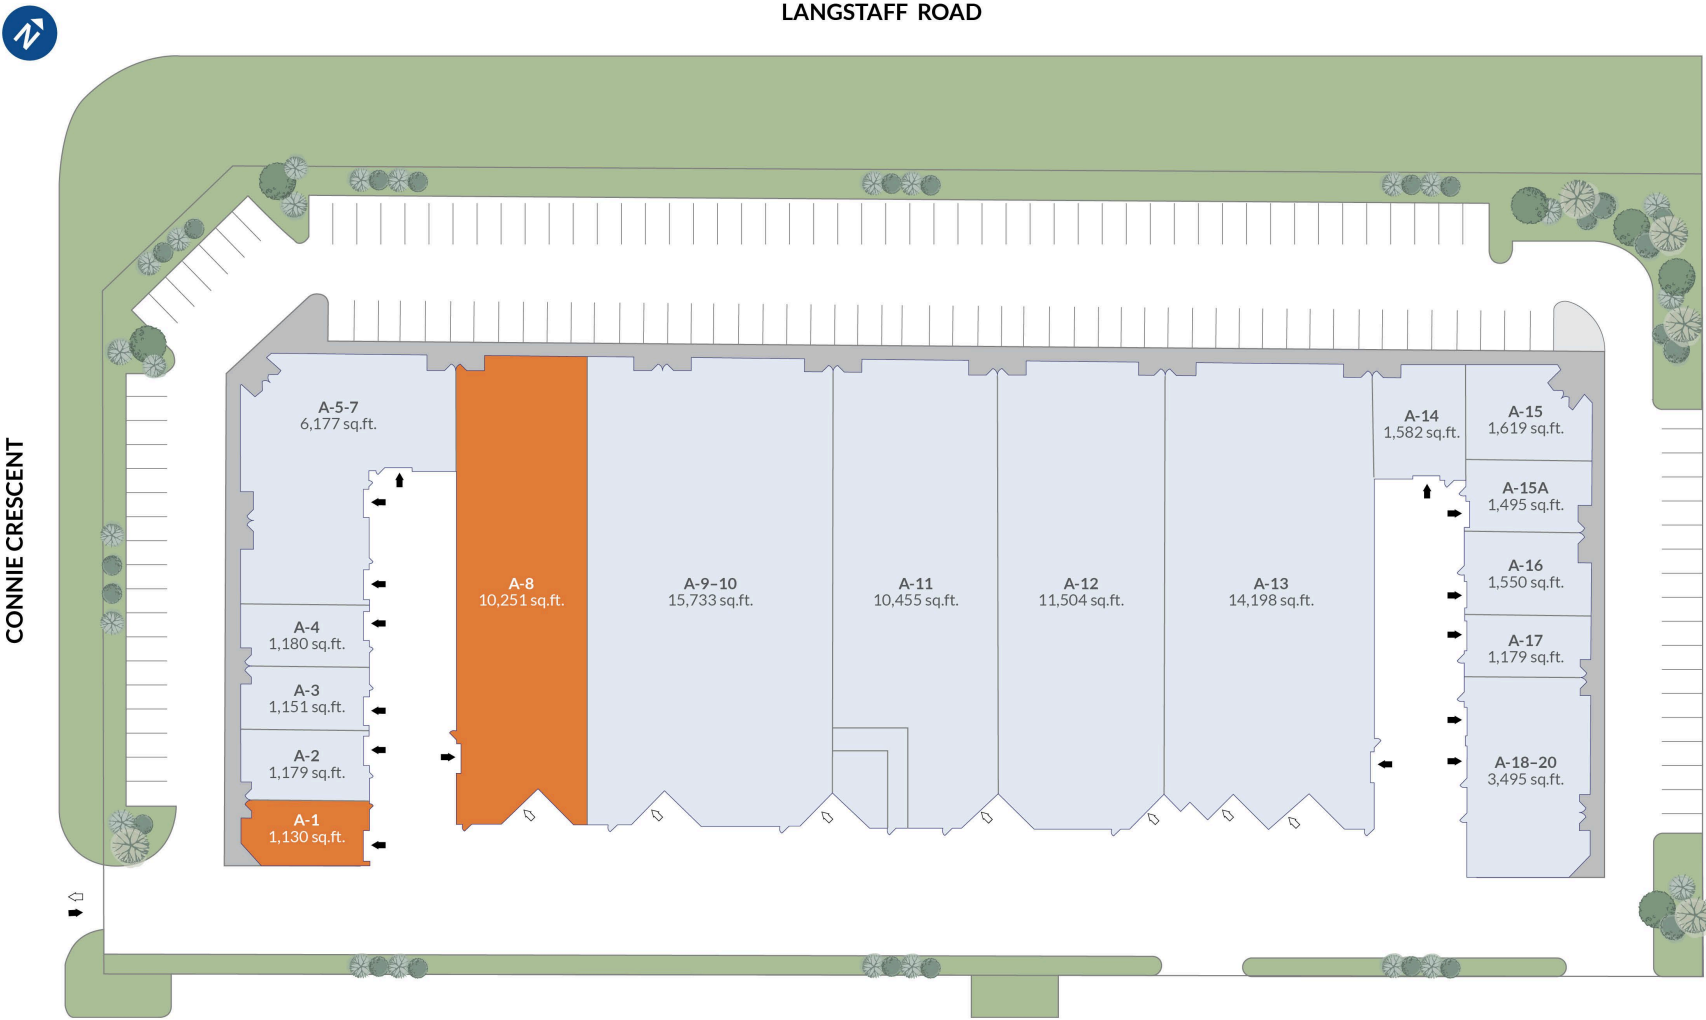 LANGSTAFF ROAD
N
CONNIE CRESCENT
A-5-7
6,177 sq.ft.
A-4
1,180 sq.ft.
A-3
1,151 sq.ft.
A-2
1,179 sq.ft.
A-1
1,130 sq.ft.
A-8
10,251 sq.ft.
A-9–10
15,733 sq.ft.
A-11
10,455 sq.ft.
A-12
11,504 sq.ft.
A-13
14,198 sq.ft.
A-14
1,582 sq.ft.
A-15
1,619 sq.ft.
A-15A
1,495 sq.ft.
A-16
1,550 sq.ft.
A-17
1,179 sq.ft.
A-18–20
3,495 sq.ft.